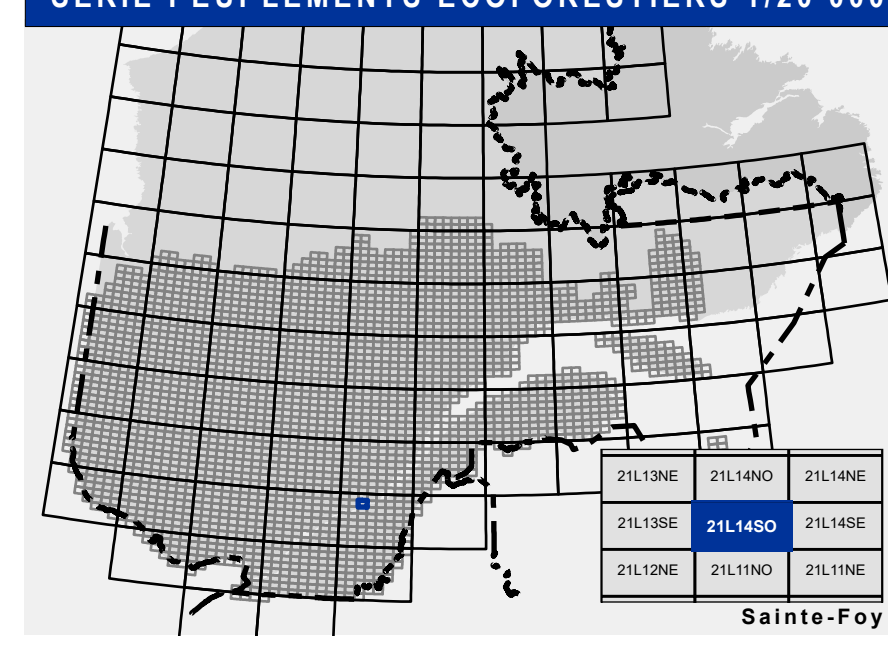 SÉRIE PEUPLEMENTS ÉCOFORESTIERS 1/20 000
21L13NE 21L14NO 21L14NE
21L13SE 21L14SO 21L14SE
21L12NE 21L11NO 21L11NE
Sainte-Foy